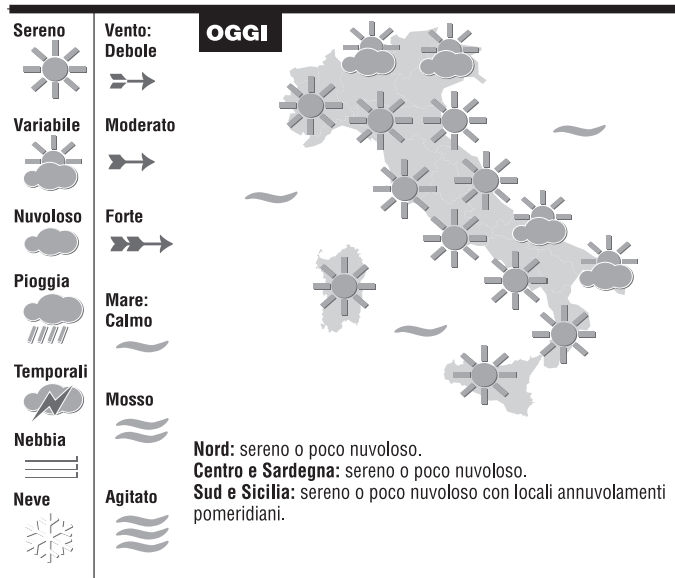 Sereno
Variabile
Nuvoloso
Pioggia
Temporali
Nebbia
Neve
Vento:
Debole
Moderato
Forte
Mare:
Calmo
Mosso
Agitato
OGGI
Nord: sereno o poco nuvoloso.
Centro e Sardegna: sereno o poco nuvoloso.
Sud e Sicilia: sereno o poco nuvoloso con locali annuvolamenti
pomeridiani.